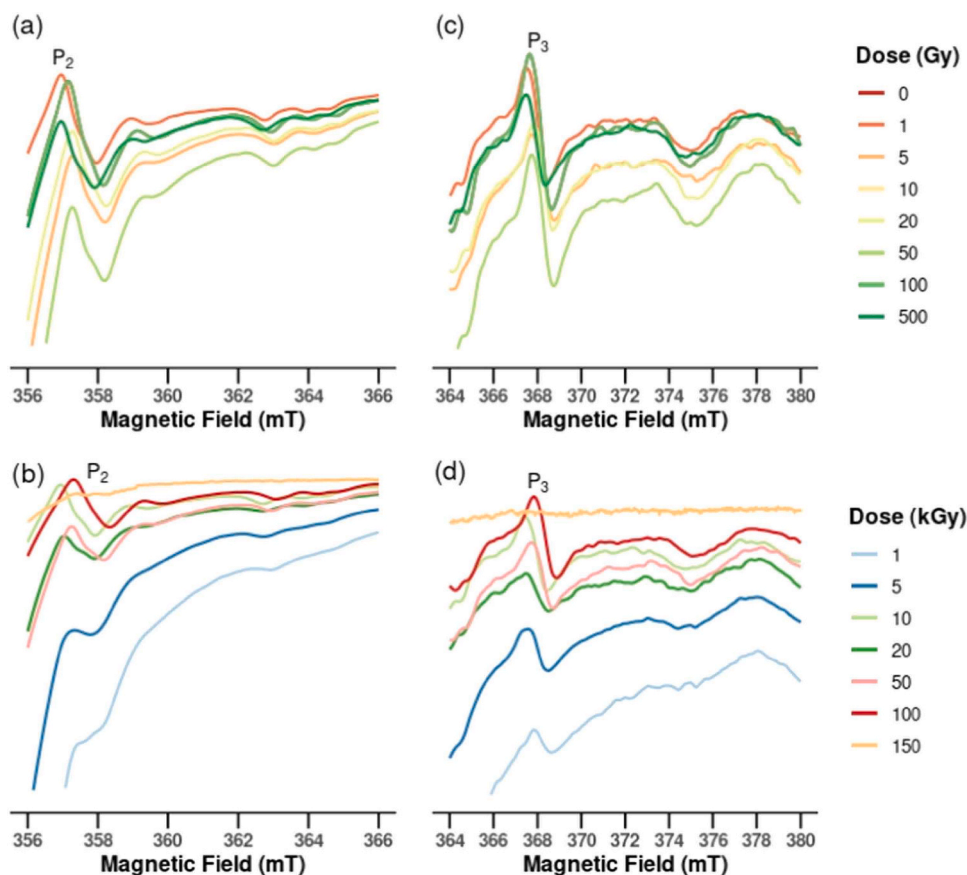 (a)
P2
356 358 360 362 364 366
Magnetic Field (mT)
(c)
P3
364 366 368 370 372 374 376 378 380
Magnetic Field (mT)
Dose (Gy)
0
1
5
10
20
50
100
500
(b)
P2
356 358 360 362 364 366
Magnetic Field (mT)
(d)
P3
364 366 368 370 372 374 376 378 380
Magnetic Field (mT)
Dose (kGy)
1
5
10
20
50
100
150